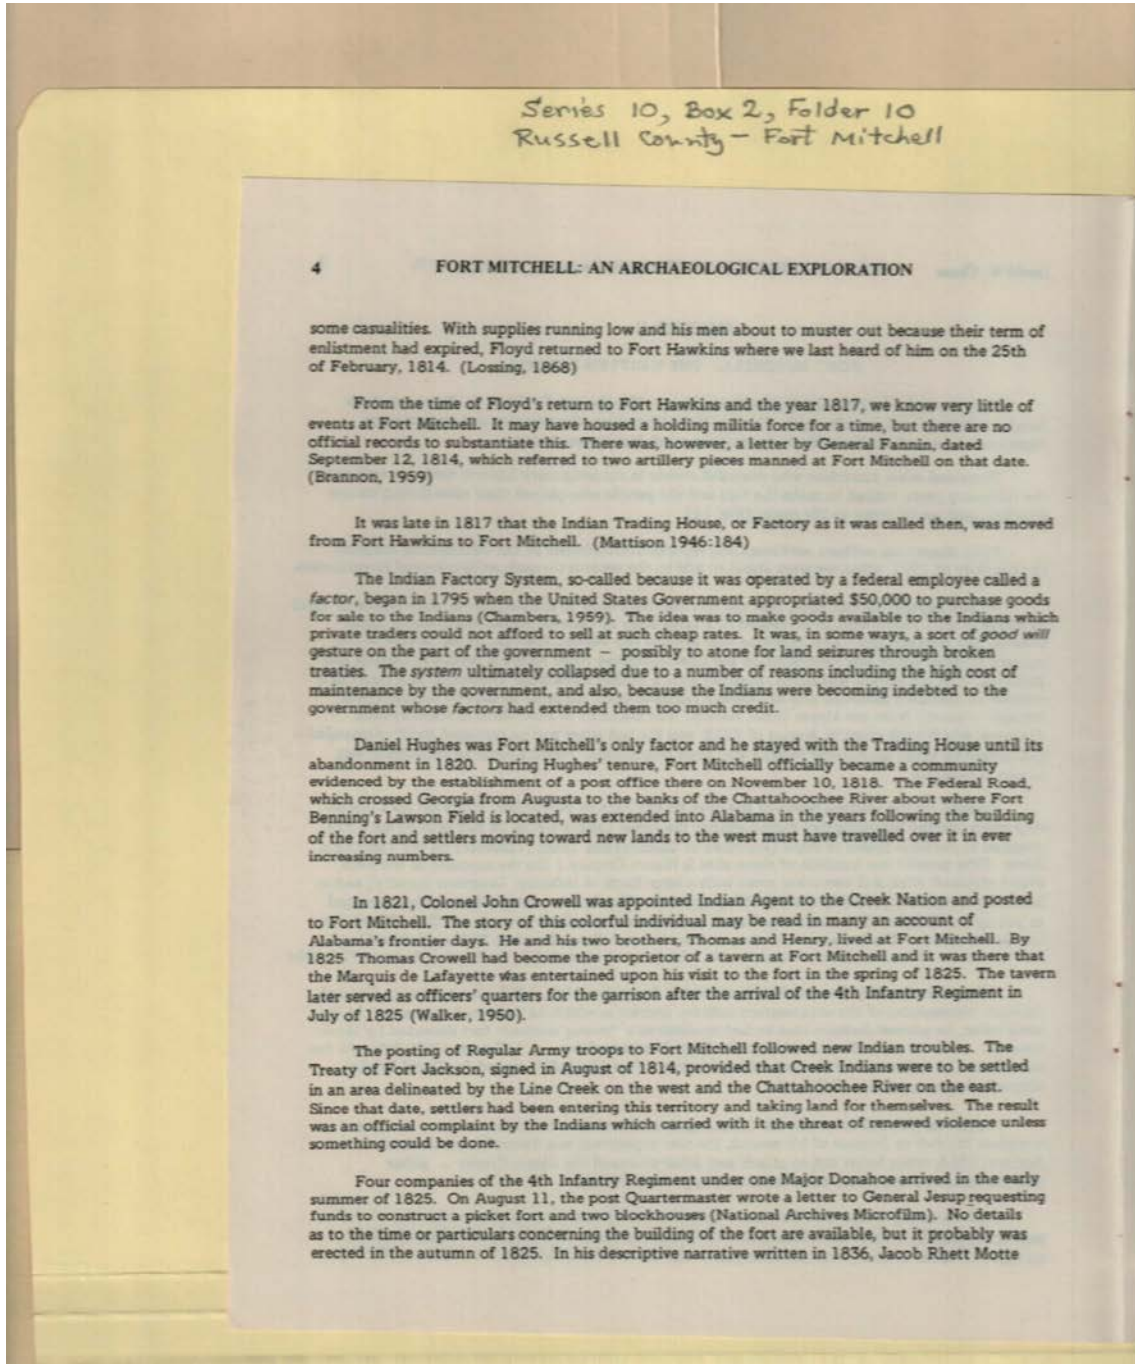 Series 10, Box 2, Folder 10
Russell County - Fort Mitchell
4 FORT MITCHELL: AN ARCHAEOLOGICAL EXPLORATION
some casualities. With supplies running low and his men about to muster out because their term of
enlistment had expired, Floyd returned to Fort Hawkins where we last heard of him on the 25th
of February, 1814. (Lossing, 1868)
From the time of Floyd's return to Fort Hawkins and the year 1817, we know very little of
events at Fort Mitchell. It may have housed a holding militia force for a time, but there are no
official records to substantiate this. There was, however, a letter by General Fannin, dated
September 12, 1814, which referred to two artillery pieces manned at Fort Mitchell on that date.
(Brannon, 1959)
It was late in 1817 that the Indian Trading House, or Factory as it was called then, was moved
from Fort Hawkins to Fort Mitchell. (Mattison 1946:184)
The Indian Factory System, so-called because it was operated by a federal employee called a
factor, began in 1795 when the United States Government appropriated $50,000 to purchase goods
for sale to the Indians (Chambers, 1959). The idea was to make goods available to the Indians which
private traders could not afford to sell at such cheap rates. It was, in some ways, a sort of good will
gesture on the part of the government – possibly to atone for land seizures through broken
treaties. The system ultimately collapsed due to a number of reasons including the high cost of
maintenance by the government, and also, because the Indians were becoming indebted to the
government whose factors had extended them too much credit.
Daniel Hughes was Fort Mitchell's only factor and he stayed with the Trading House until its
abandonment in 1820. During Hughes' tenure, Fort Mitchell officially became a community
evidenced by the establishment of a post office there on November 10, 1818. The Federal Road,
which crossed Georgia from Augusta to the banks of the Chattahoochee River about where Fort
Benning's Lawson Field is located, was extended into Alabama in the years following the building
of the fort and settlers moving toward new lands to the west must have travelled over it in ever
increasing numbers.
In 1821, Colonel John Crowell was appointed Indian Agent to the Creek Nation and posted
to Fort Mitchell. The story of this colorful individual may be read in many an account of
Alabama's frontier days. He and his two brothers, Thomas and Henry, lived at Fort Mitchell. By
1825 Thomas Crowell had become the proprietor of a tavern at Fort Mitchell and it was there that
the Marquis de Lafayette was entertained upon his visit to the fort in the spring of 1825. The tavern
later served as officers' quarters for the garrison after the arrival of the 4th Infantry Regiment in
July of 1825 (Walker, 1950).
The posting of Regular Army troops to Fort Mitchell followed new Indian troubles. The
Treaty of Fort Jackson, signed in August of 1814, provided that Creek Indians were to be settled
in an area delineated by the Line Creek on the west and the Chattahoochee River on the east.
Since that date, settlers had been entering this territory and taking land for themselves. The result
was an official complaint by the Indians which carried with it the threat of renewed violence unless
something could be done.
Four companies of the 4th Infantry Regiment under one Major Donahoe arrived in the early
summer of 1825. On August 11, the post Quartermaster wrote a letter to General Jesup requesting
funds to construct a picket fort and two blockhouses (National Archives Microfilm). No details
as to the time or particulars concerning the building of the fort are available, but it probably was
erected in the autumn of 1825. In his descriptive narrative written in 1836, Jacob Rhett Motte